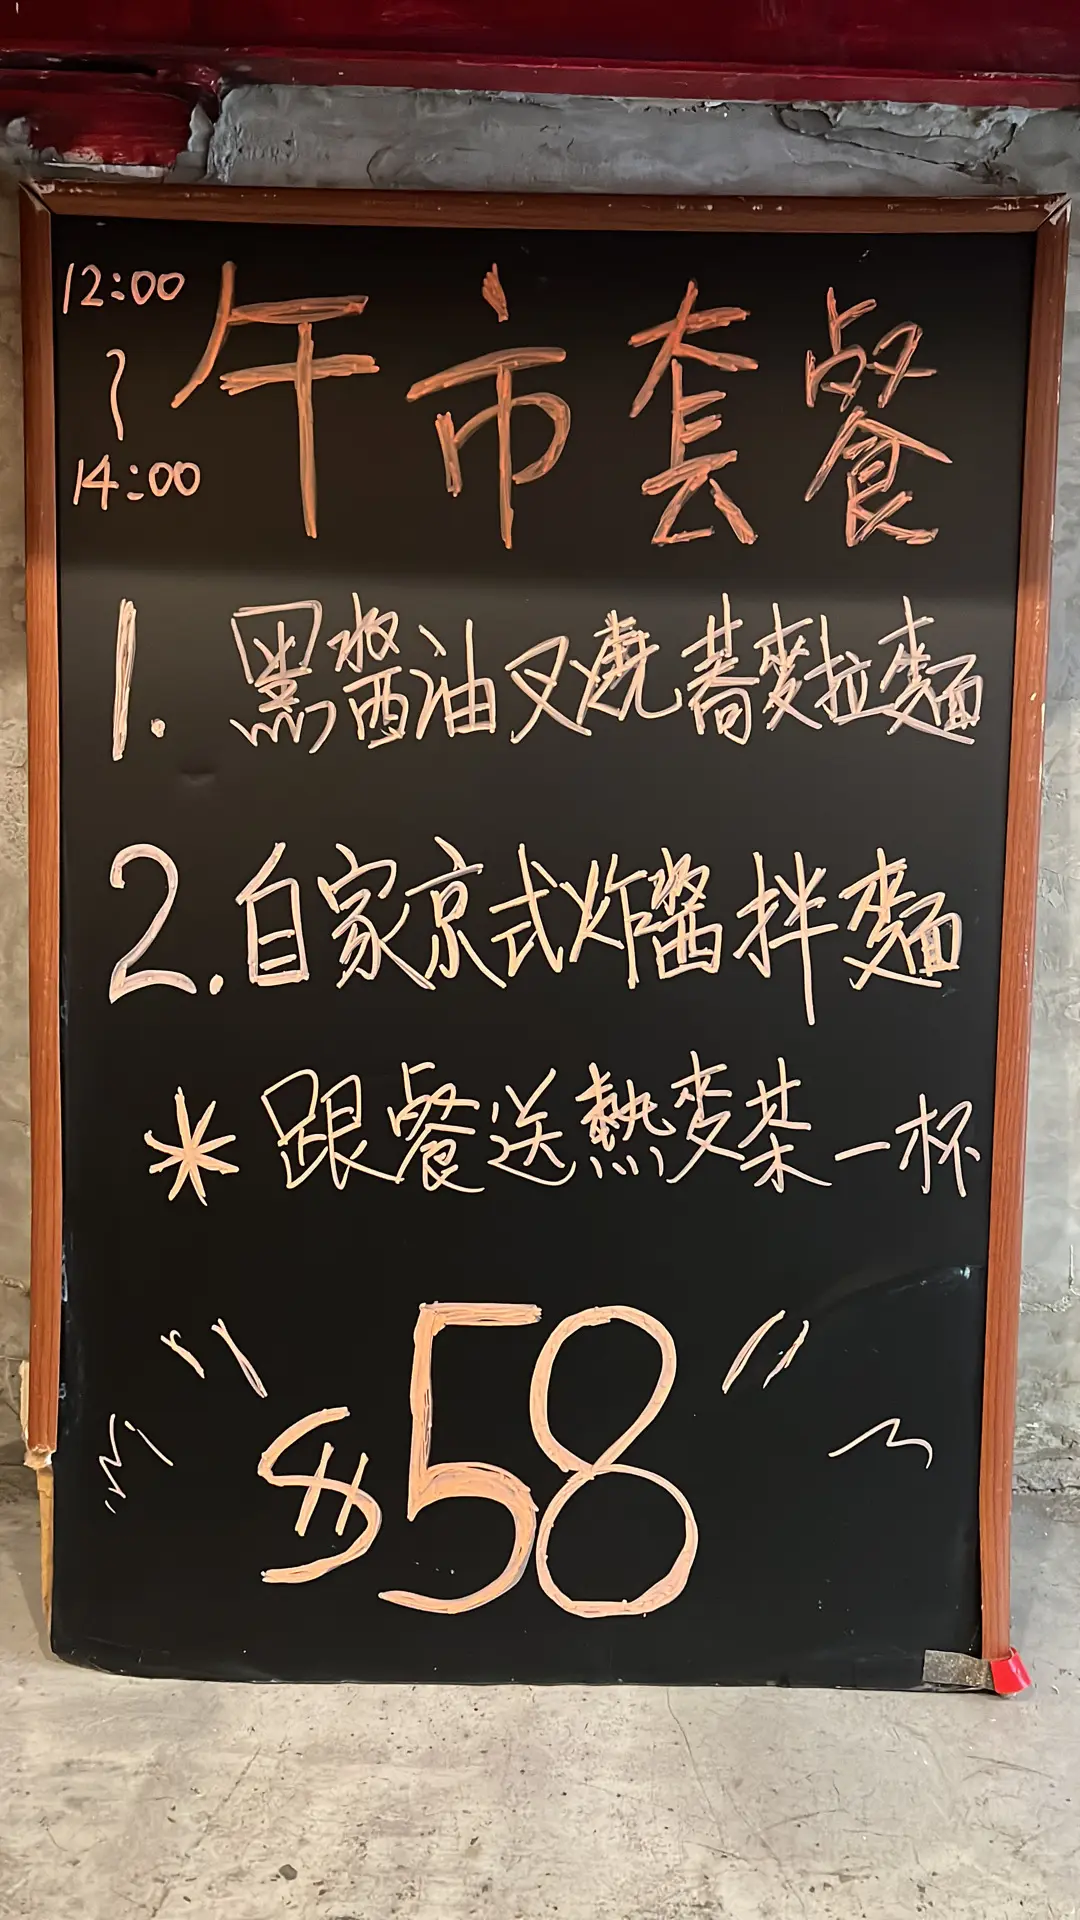 12:00
~
14:00
午市套餐
1. 黑醬油叉燒蕎麥拉麵
2. 自家京式炸醬拌麵
* 跟餐送熱麥茶一杯
$58